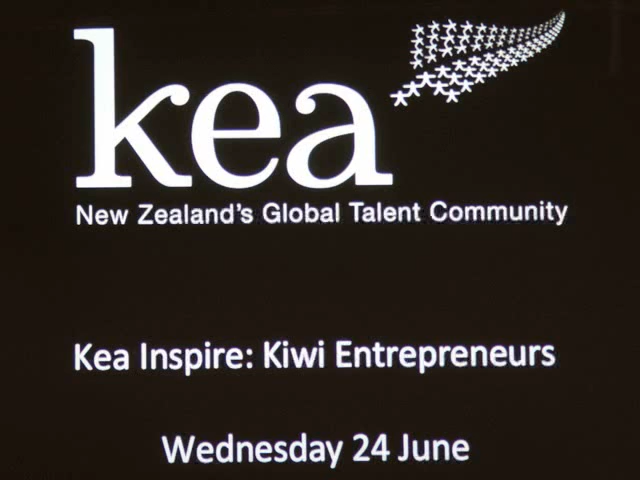 kea
New Zealand's Global Talent Community
Kea Inspire: Kiwi Entrepreneurs
Wednesday 24 June